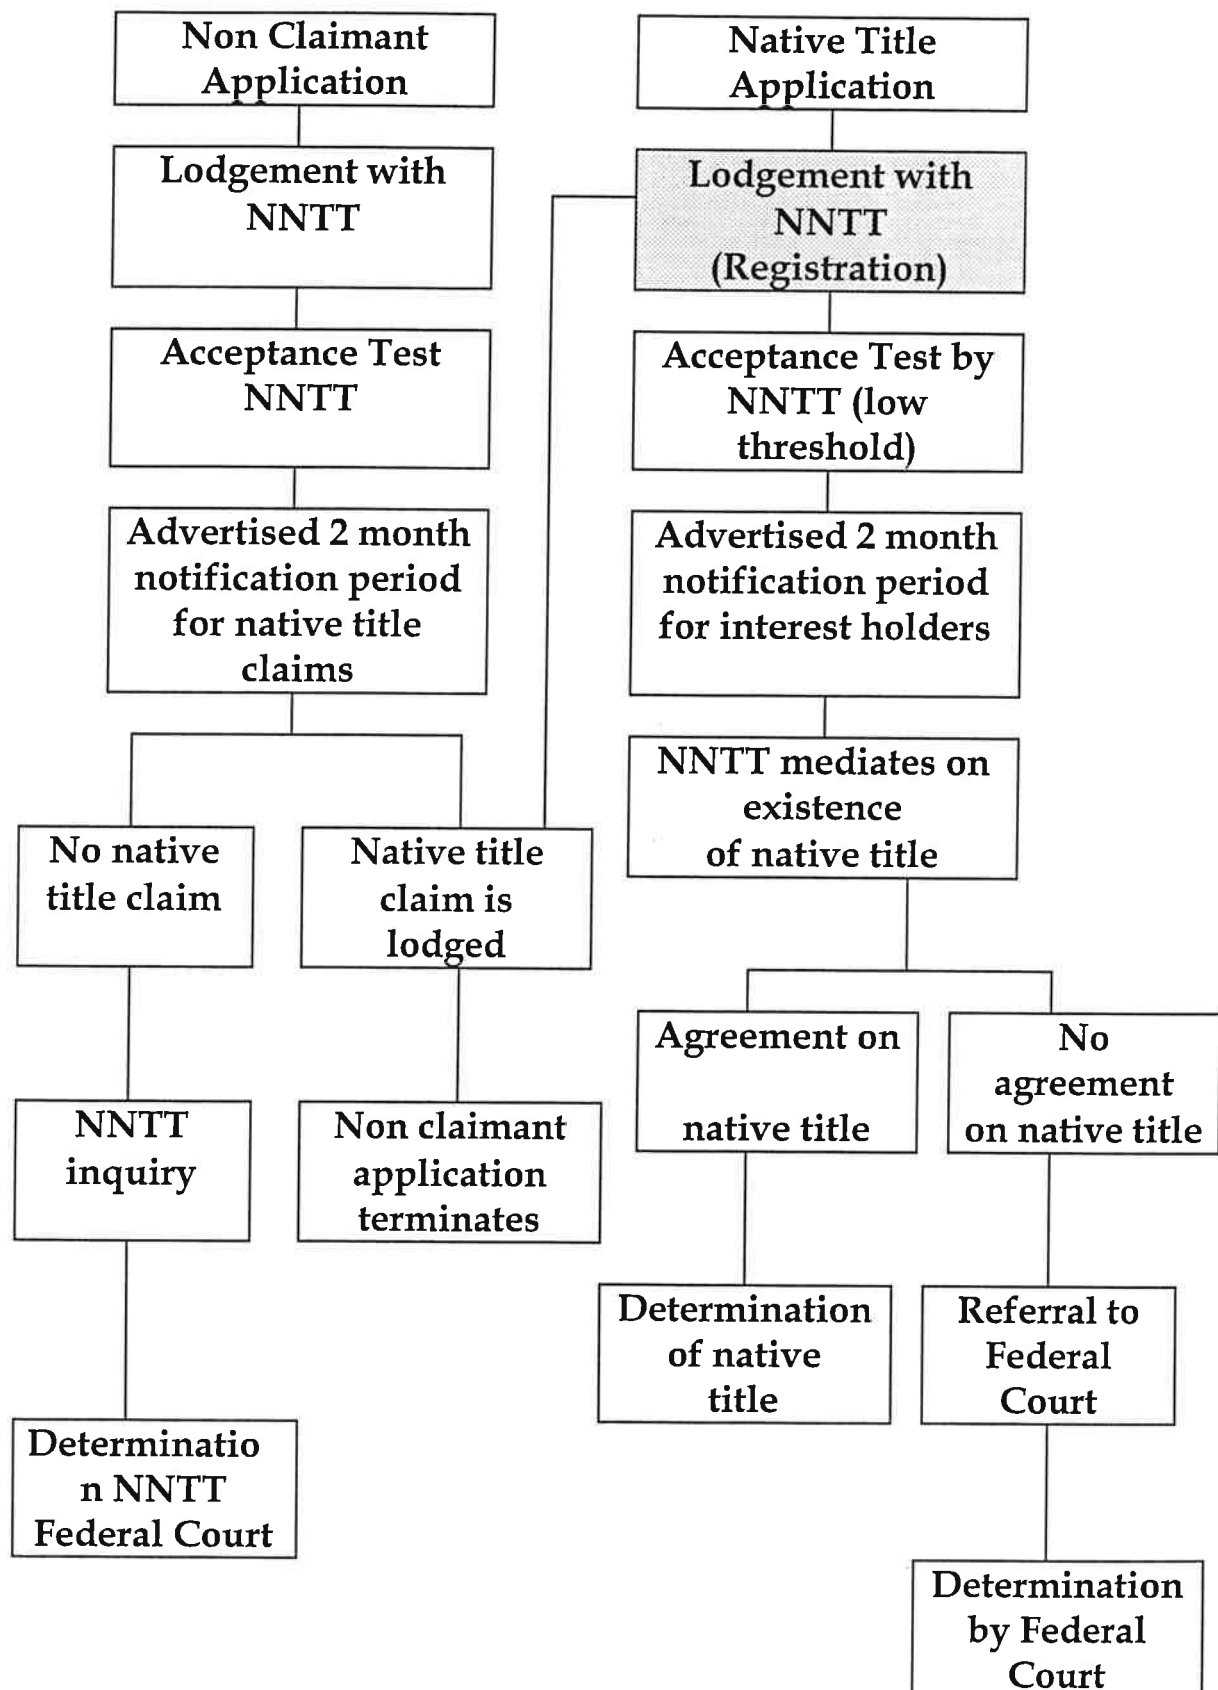 Non Claimant
Application
Lodgement with
NNTT
Acceptance Test
NNTT
Advertised 2 month
notification period
for native title
claims
No native
title claim
Native title
claim is
lodged
NNTT
inquiry
Non claimant
application
terminates
Determinatio
n NNTT
Federal Court
Native Title
Application
Lodgement with
NNTT
(Registration)
Acceptance Test by
NNTT (low
threshold)
Advertised 2 month
notification period
for interest holders
NNTT mediates on
existence
of native title
Agreement on
native title
No
agreement
on native title
Determination
of native
title
Referral to
Federal
Court
Determination
by Federal
Court